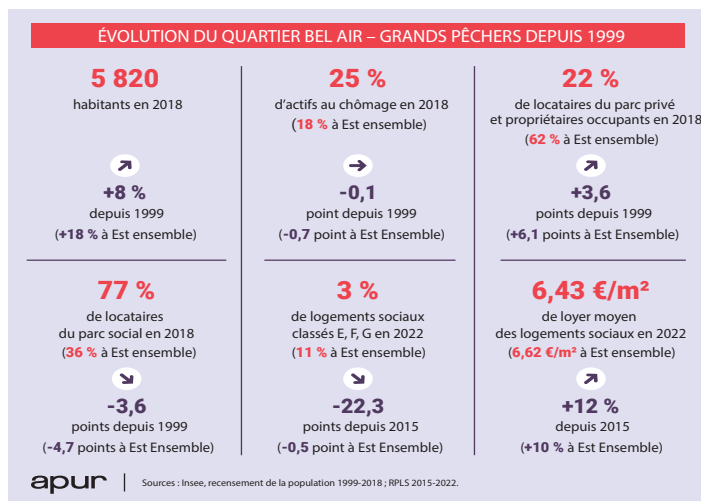 ÉVOLUTION DU QUARTIER BEL AIR – GRANDS PÊCHERS DEPUIS 1999
5 820
habitants en 2018
+8 %
depuis 1999
(+18 % à Est ensemble)
25 %
d'actifs au chômage en 2018
(18 % à Est ensemble)
-0,1
point depuis 1999
(-0,7 point à Est Ensemble)
22 %
de locataires du parc privé
et propriétaires occupants en 2018
(62 % à Est ensemble)
+3,6
points depuis 1999
(+6,1 points à Est Ensemble)
77 %
de locataires
du parc social en 2018
(36 % à Est ensemble)
-3,6
points depuis 1999
(-4,7 points à Est Ensemble)
3 %
de logements sociaux
classés E, F, G en 2022
(11 % à Est ensemble)
-22,3
points depuis 2015
(-0,5 point à Est Ensemble)
6,43 €/m²
de loyer moyen
des logements sociaux en 2022
(6,62 €/m² à Est ensemble)
+12 %
depuis 2015
(+10 % à Est Ensemble)
apur
Sources : Insee, recensement de la population 1999-2018 ; RPLS 2015-2022.